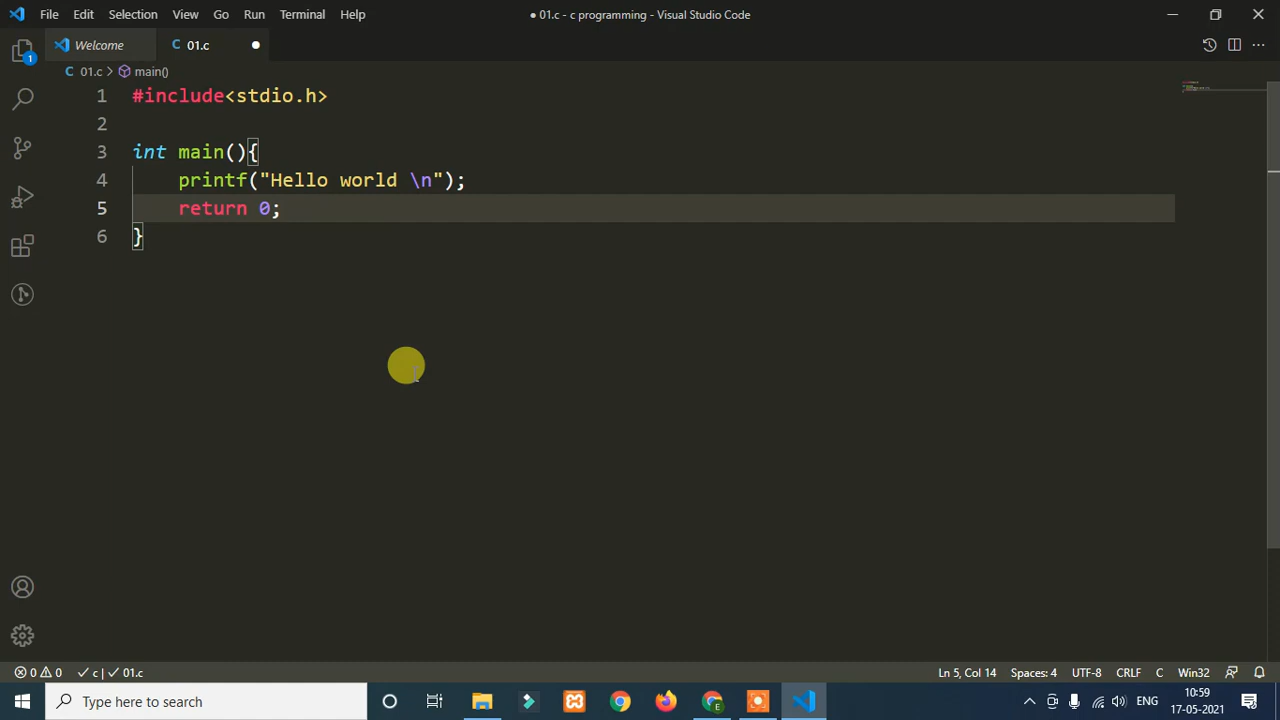 File Edit Selection View Go Run Terminal Help ● 01.c - c programming - Visual Studio Code
Welcome C 01.c
C 01.c > main()
1 #include<stdio.h>
2
3 int main(){
4 printf("Hello world \n");
5 return 0;
6 }
1
0 0 ✓ c | ✓ 01.c Ln 5, Col 14 Spaces: 4 UTF-8 CRLF C Win32
Type here to search E ENG 10:59
17-05-2021